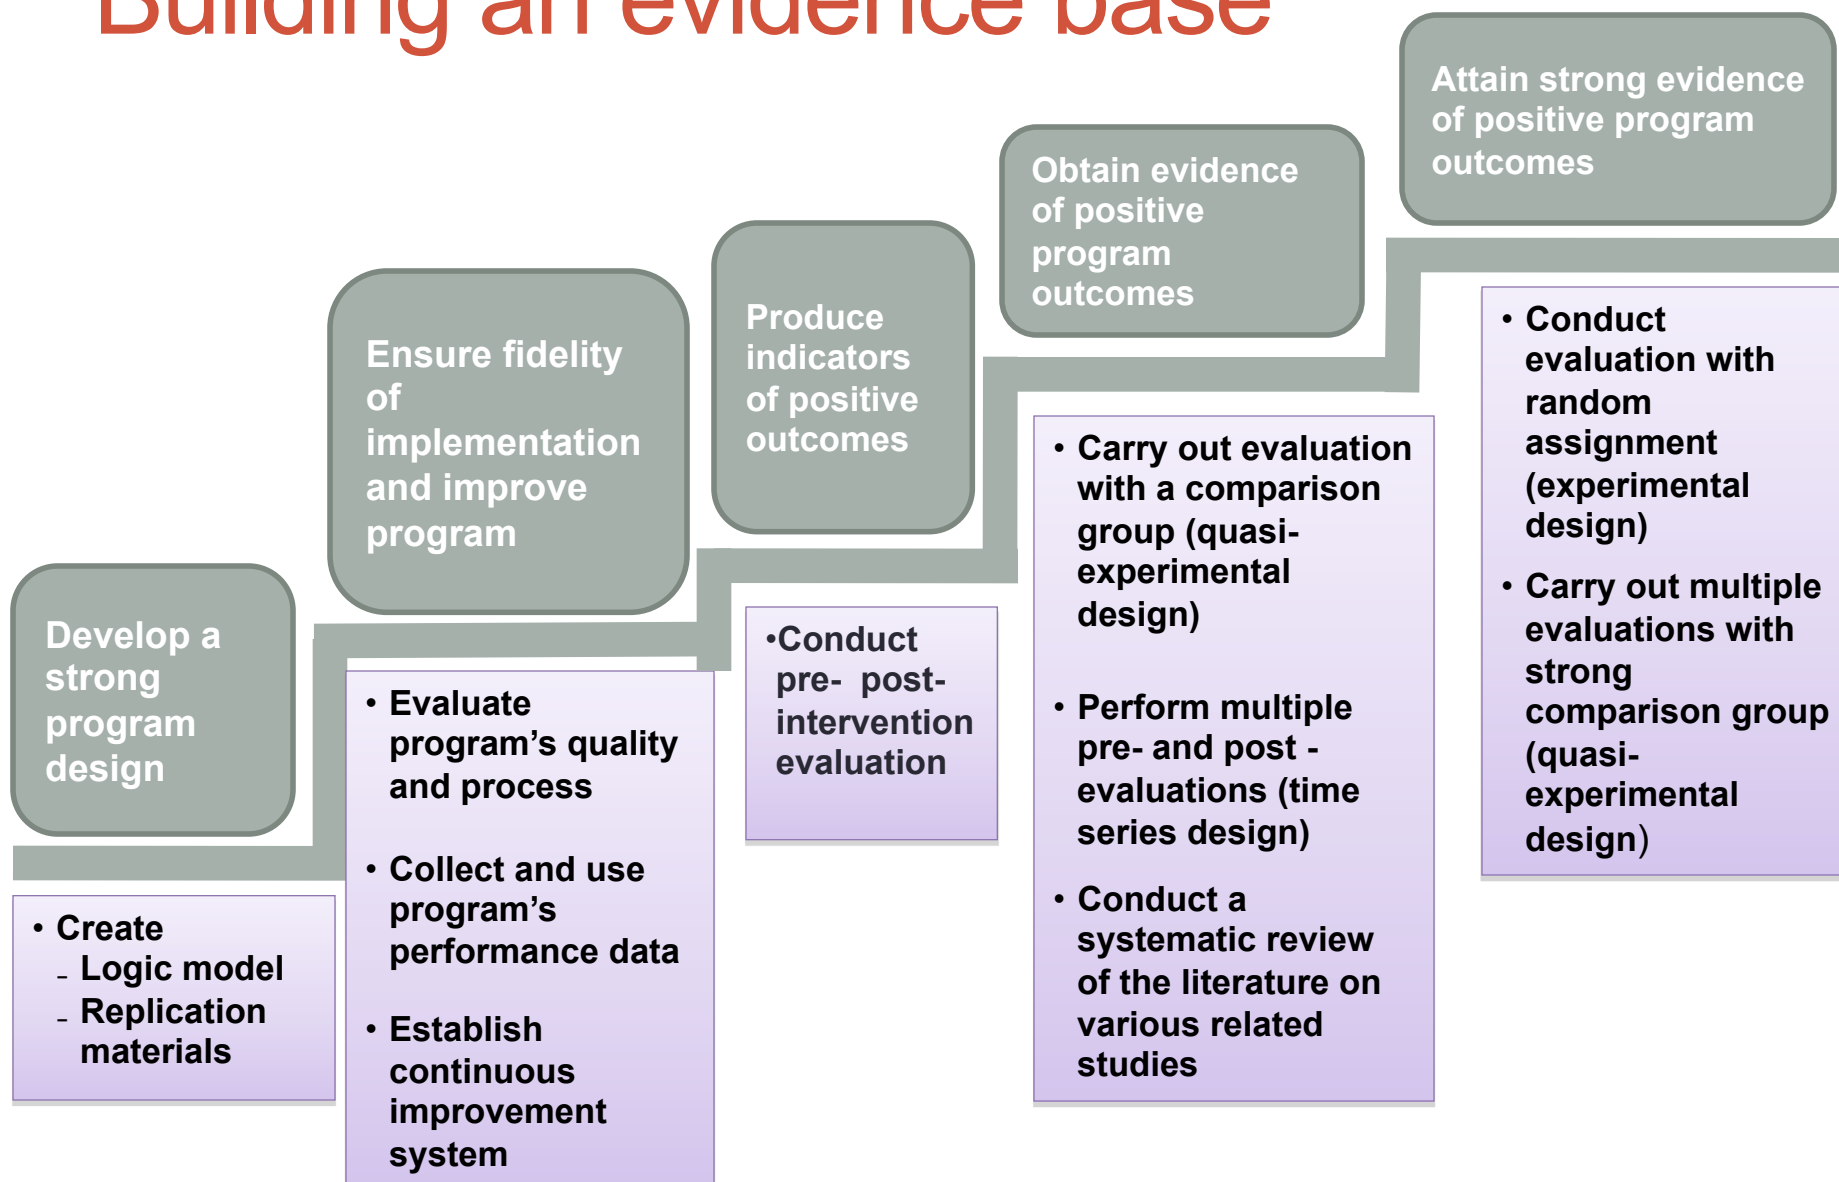 Building an evidence base
Develop a
strong
program
design
• Create
- Logic model
- Replication
materials
Ensure fidelity
of
implementation
and improve
program
• Evaluate
program’s quality
and process
• Collect and use
program’s
performance data
• Establish
continuous
improvement
system
Produce
indicators
of positive
outcomes
•Conduct
pre- post-
intervention
evaluation
Obtain evidence
of positive
program
outcomes
• Carry out evaluation
with a comparison
group (quasi-
experimental
design)
• Perform multiple
pre- and post -
evaluations (time
series design)
• Conduct a
systematic review
of the literature on
various related
studies
Attain strong evidence
of positive program
outcomes
• Conduct
evaluation with
random
assignment
(experimental
design)
• Carry out multiple
evaluations with
strong
comparison group
(quasi-
experimental
design)